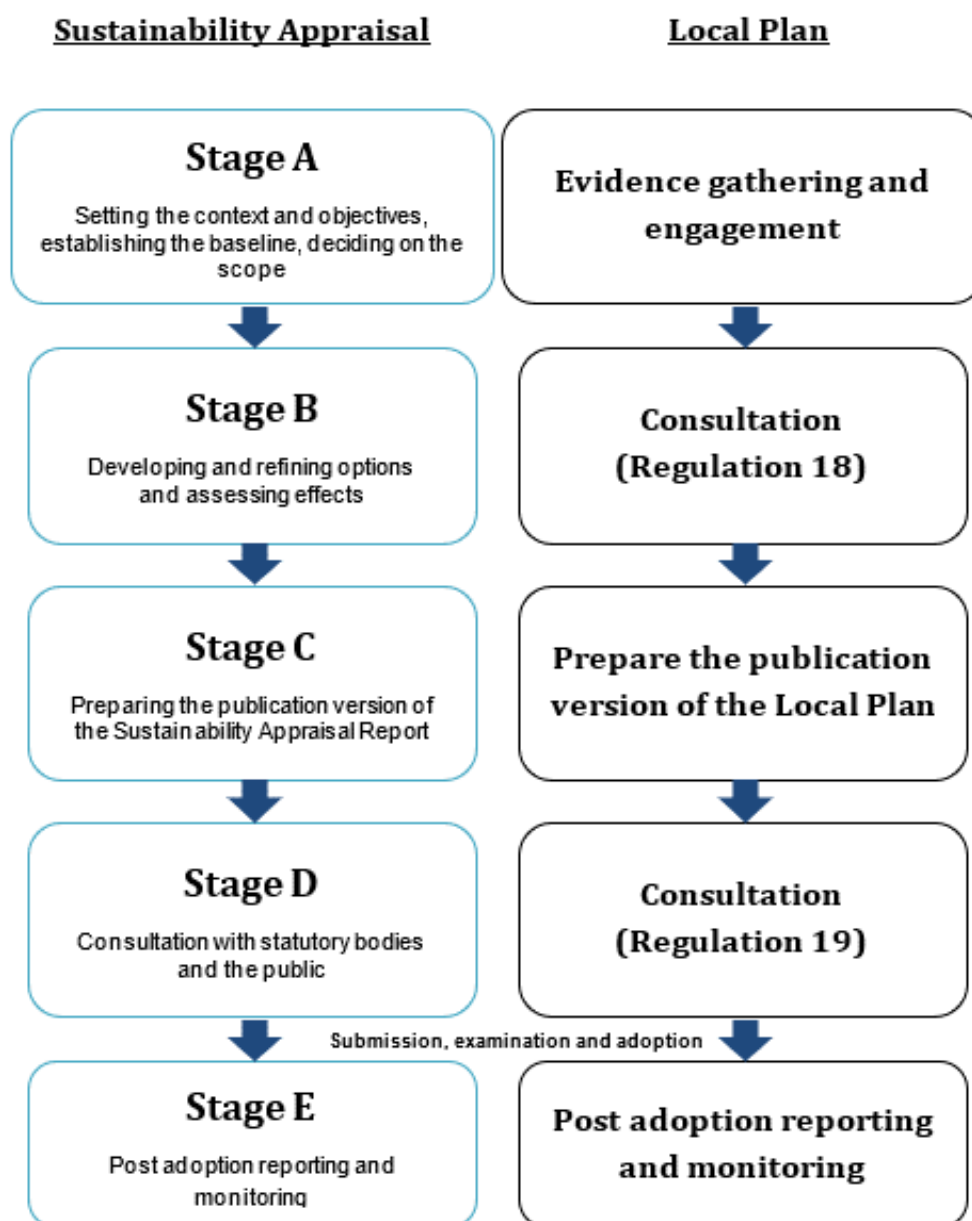 Sustainability Appraisal
Local Plan
Stage A
Setting the context and objectives,
establishing the baseline, deciding on the
scope
Evidence gathering and
engagement
Stage B
Developing and refining options
and assessing effects
Consultation
(Regulation 18)
Stage C
Preparing the publication version of
the Sustainability Appraisal Report
Prepare the publication
version of the Local Plan
Stage D
Consultation with statutory bodies
and the public
Consultation
(Regulation 19)
Submission, examination and adoption
Stage E
Post adoption reporting and
monitoring
Post adoption reporting
and monitoring